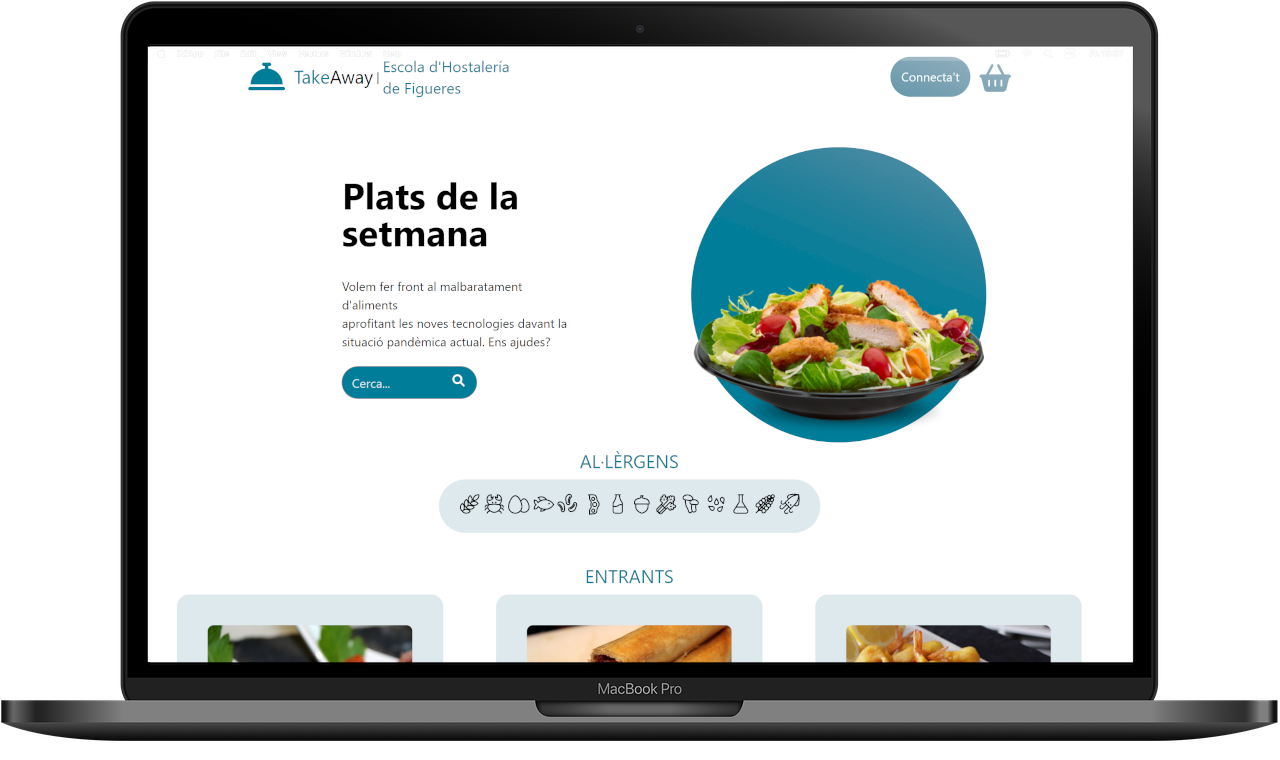 TakeAway |
Escola d'Hostalería
de Figueres
Connecta't
Plats de la
setmana
Volem fer front al malbaratament
d'aliments
aprofitant les noves tecnologies davant la
situació pandèmica actual. Ens ajudes?
Cerca...
AL·LÈRGENS
ENTRANTS
MacBook Pro